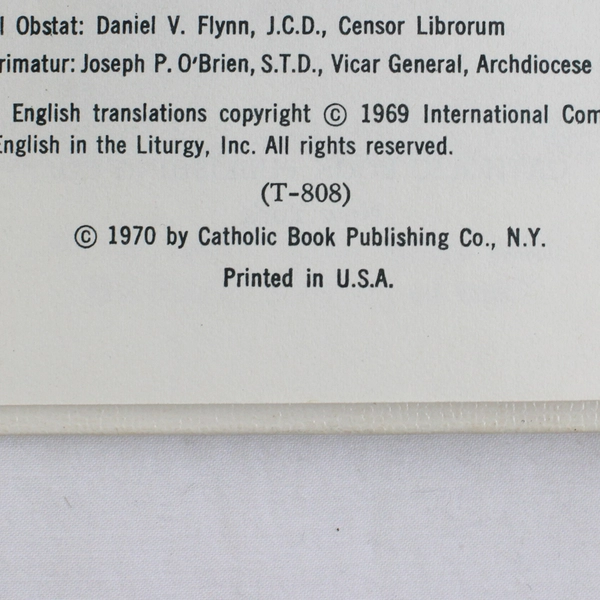 l Obstat: Daniel V. Flynn, J.C.D., Censor Librorum
rimatur: Joseph P. O'Brien, S.T.D., Vicar General, Archdiocese
English translations copyright © 1969 International Com
English in the Liturgy, Inc. All rights reserved.
(T-808)
© 1970 by Catholic Book Publishing Co., N.Y.
Printed in U.S.A.